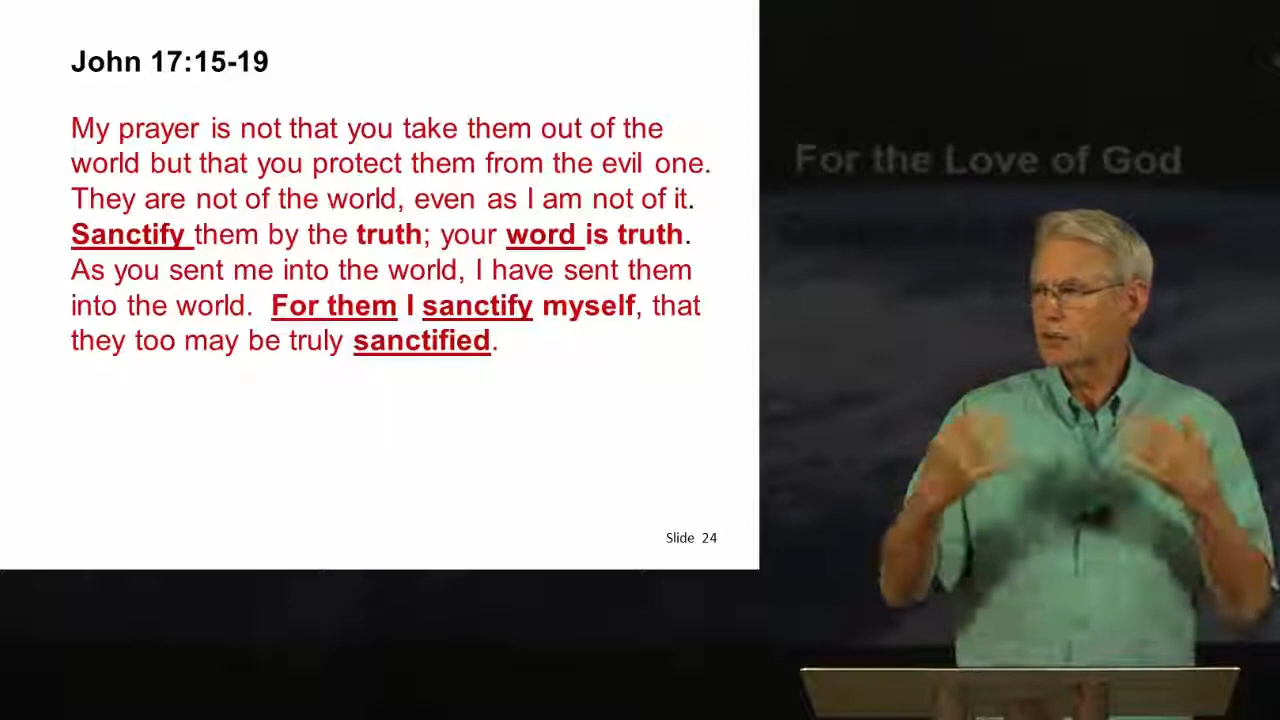 John 17:15-19
My prayer is not that you take them out of the
world but that you protect them from the evil one.
They are not of the world, even as I am not of it.
Sanctify them by the truth; your word is truth.
As you sent me into the world, I have sent them
into the world. For them I sanctify myself, that
they too may be truly sanctified.
Slide 24
For the Love of God